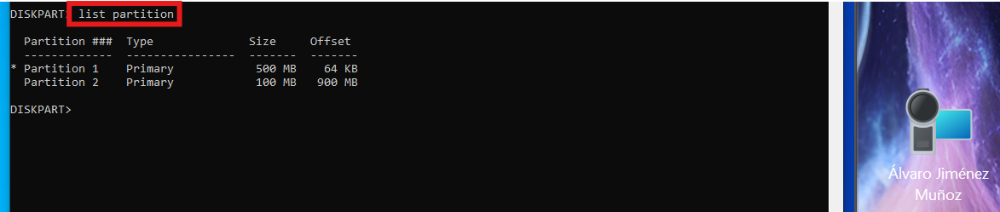 DISKPART> list partition
Partition ### Type Size Offset
------------- ---------------- ------- -------
* Partition 1 Primary 500 MB 64 KB
Partition 2 Primary 100 MB 900 MB
DISKPART>
Álvaro Jiménez
Muñoz